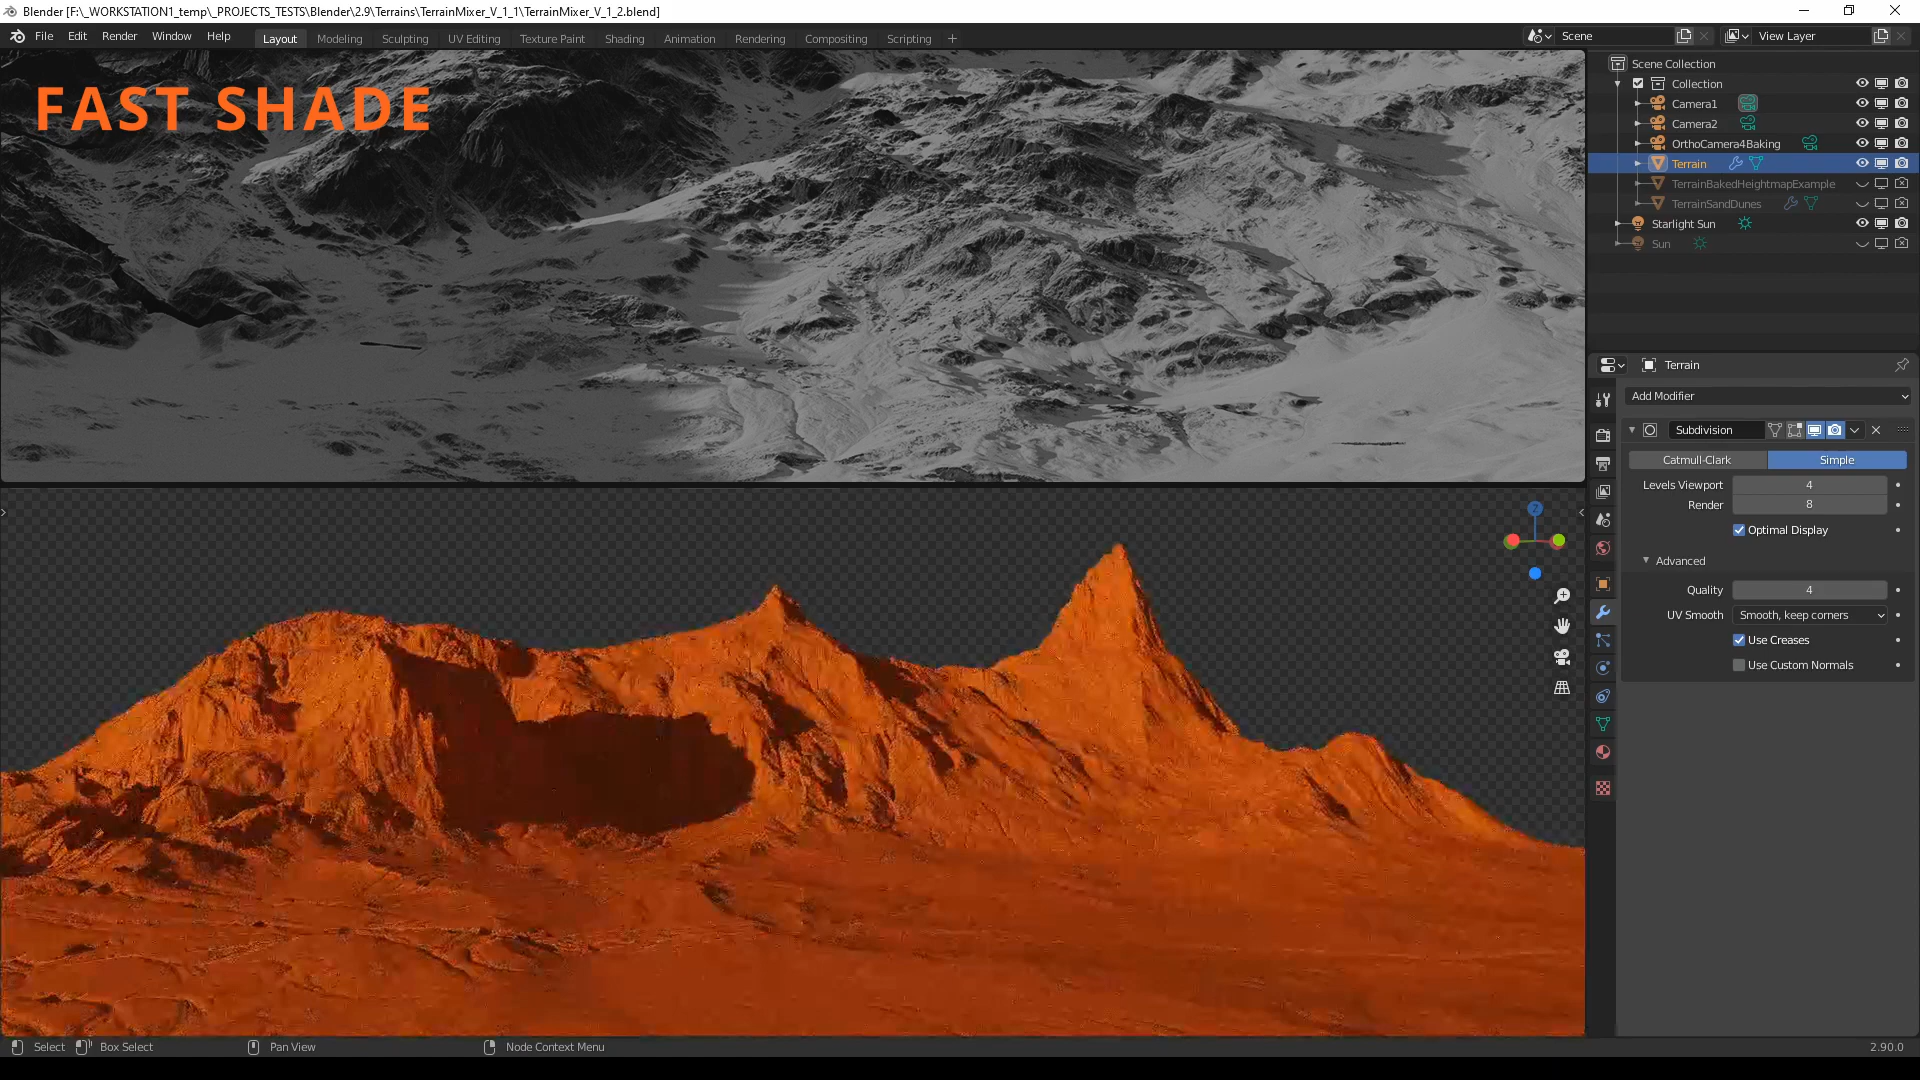 Blender [F:\_WORKSTATION1_temp\_PROJECTS_TESTS\Blender\2.9\Terrains\TerrainMixer_V_1_1\TerrainMixer_V_1_2.blend]
File Edit Render Window Help Layout Modeling Sculpting UV Editing Texture Paint Shading Animation Rendering Compositing Scripting + Scene View Layer
FAST SHADE
Scene Collection
Collection
Camera1
Camera2
OrthoCamera4Baking
Terrain
TerrainBakedHeightmapExample
TerrainSandDunes
Starlight Sun
Sun
Terrain
Add Modifier
Subdivision
Catmull-Clark Simple
Levels Viewport 4
Render 8
Optimal Display
Advanced
Quality 4
UV Smooth Smooth, keep corners
Use Creases
Use Custom Normals
Z
Select Box Select Pan View Node Context Menu 2.90.0